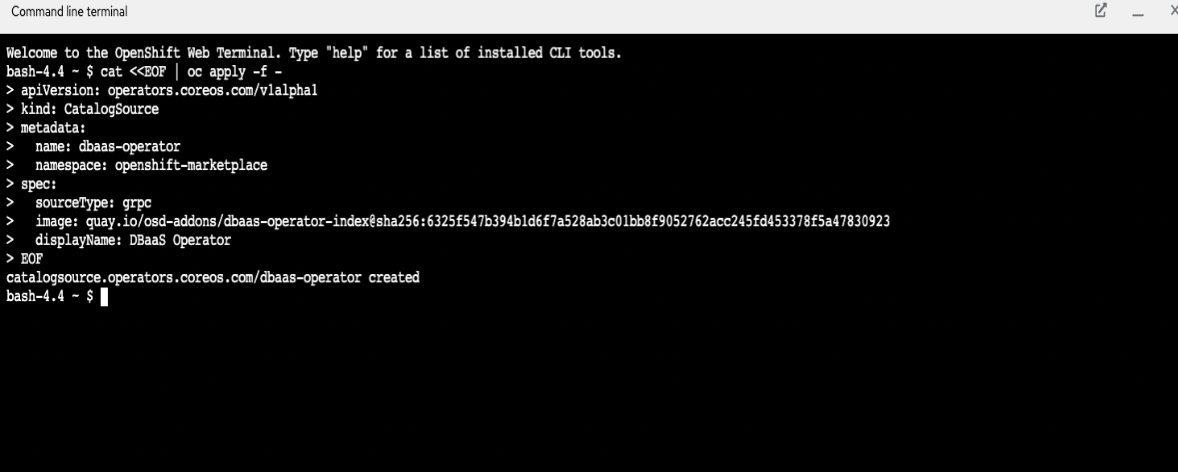 Command line terminal
Welcome to the OpenShift Web Terminal. Type "help" for a list of installed CLI tools.
bash-4.4 ~ $ cat <<EOF | oc apply -f -
> apiVersion: operators.coreos.com/v1alpha1
> kind: CatalogSource
> metadata:
>   name: dbaas-operator
>   namespace: openshift-marketplace
> spec:
>   sourceType: grpc
>   image: quay.io/osd-addons/dbaas-operator-index@sha256:6325f547b394b1d6f7a528ab3c01bb8f9052762acc245fd453378f5a47830923
>   displayName: DBaaS Operator
> EOF
catalogsource.operators.coreos.com/dbaas-operator created
bash-4.4 ~ $